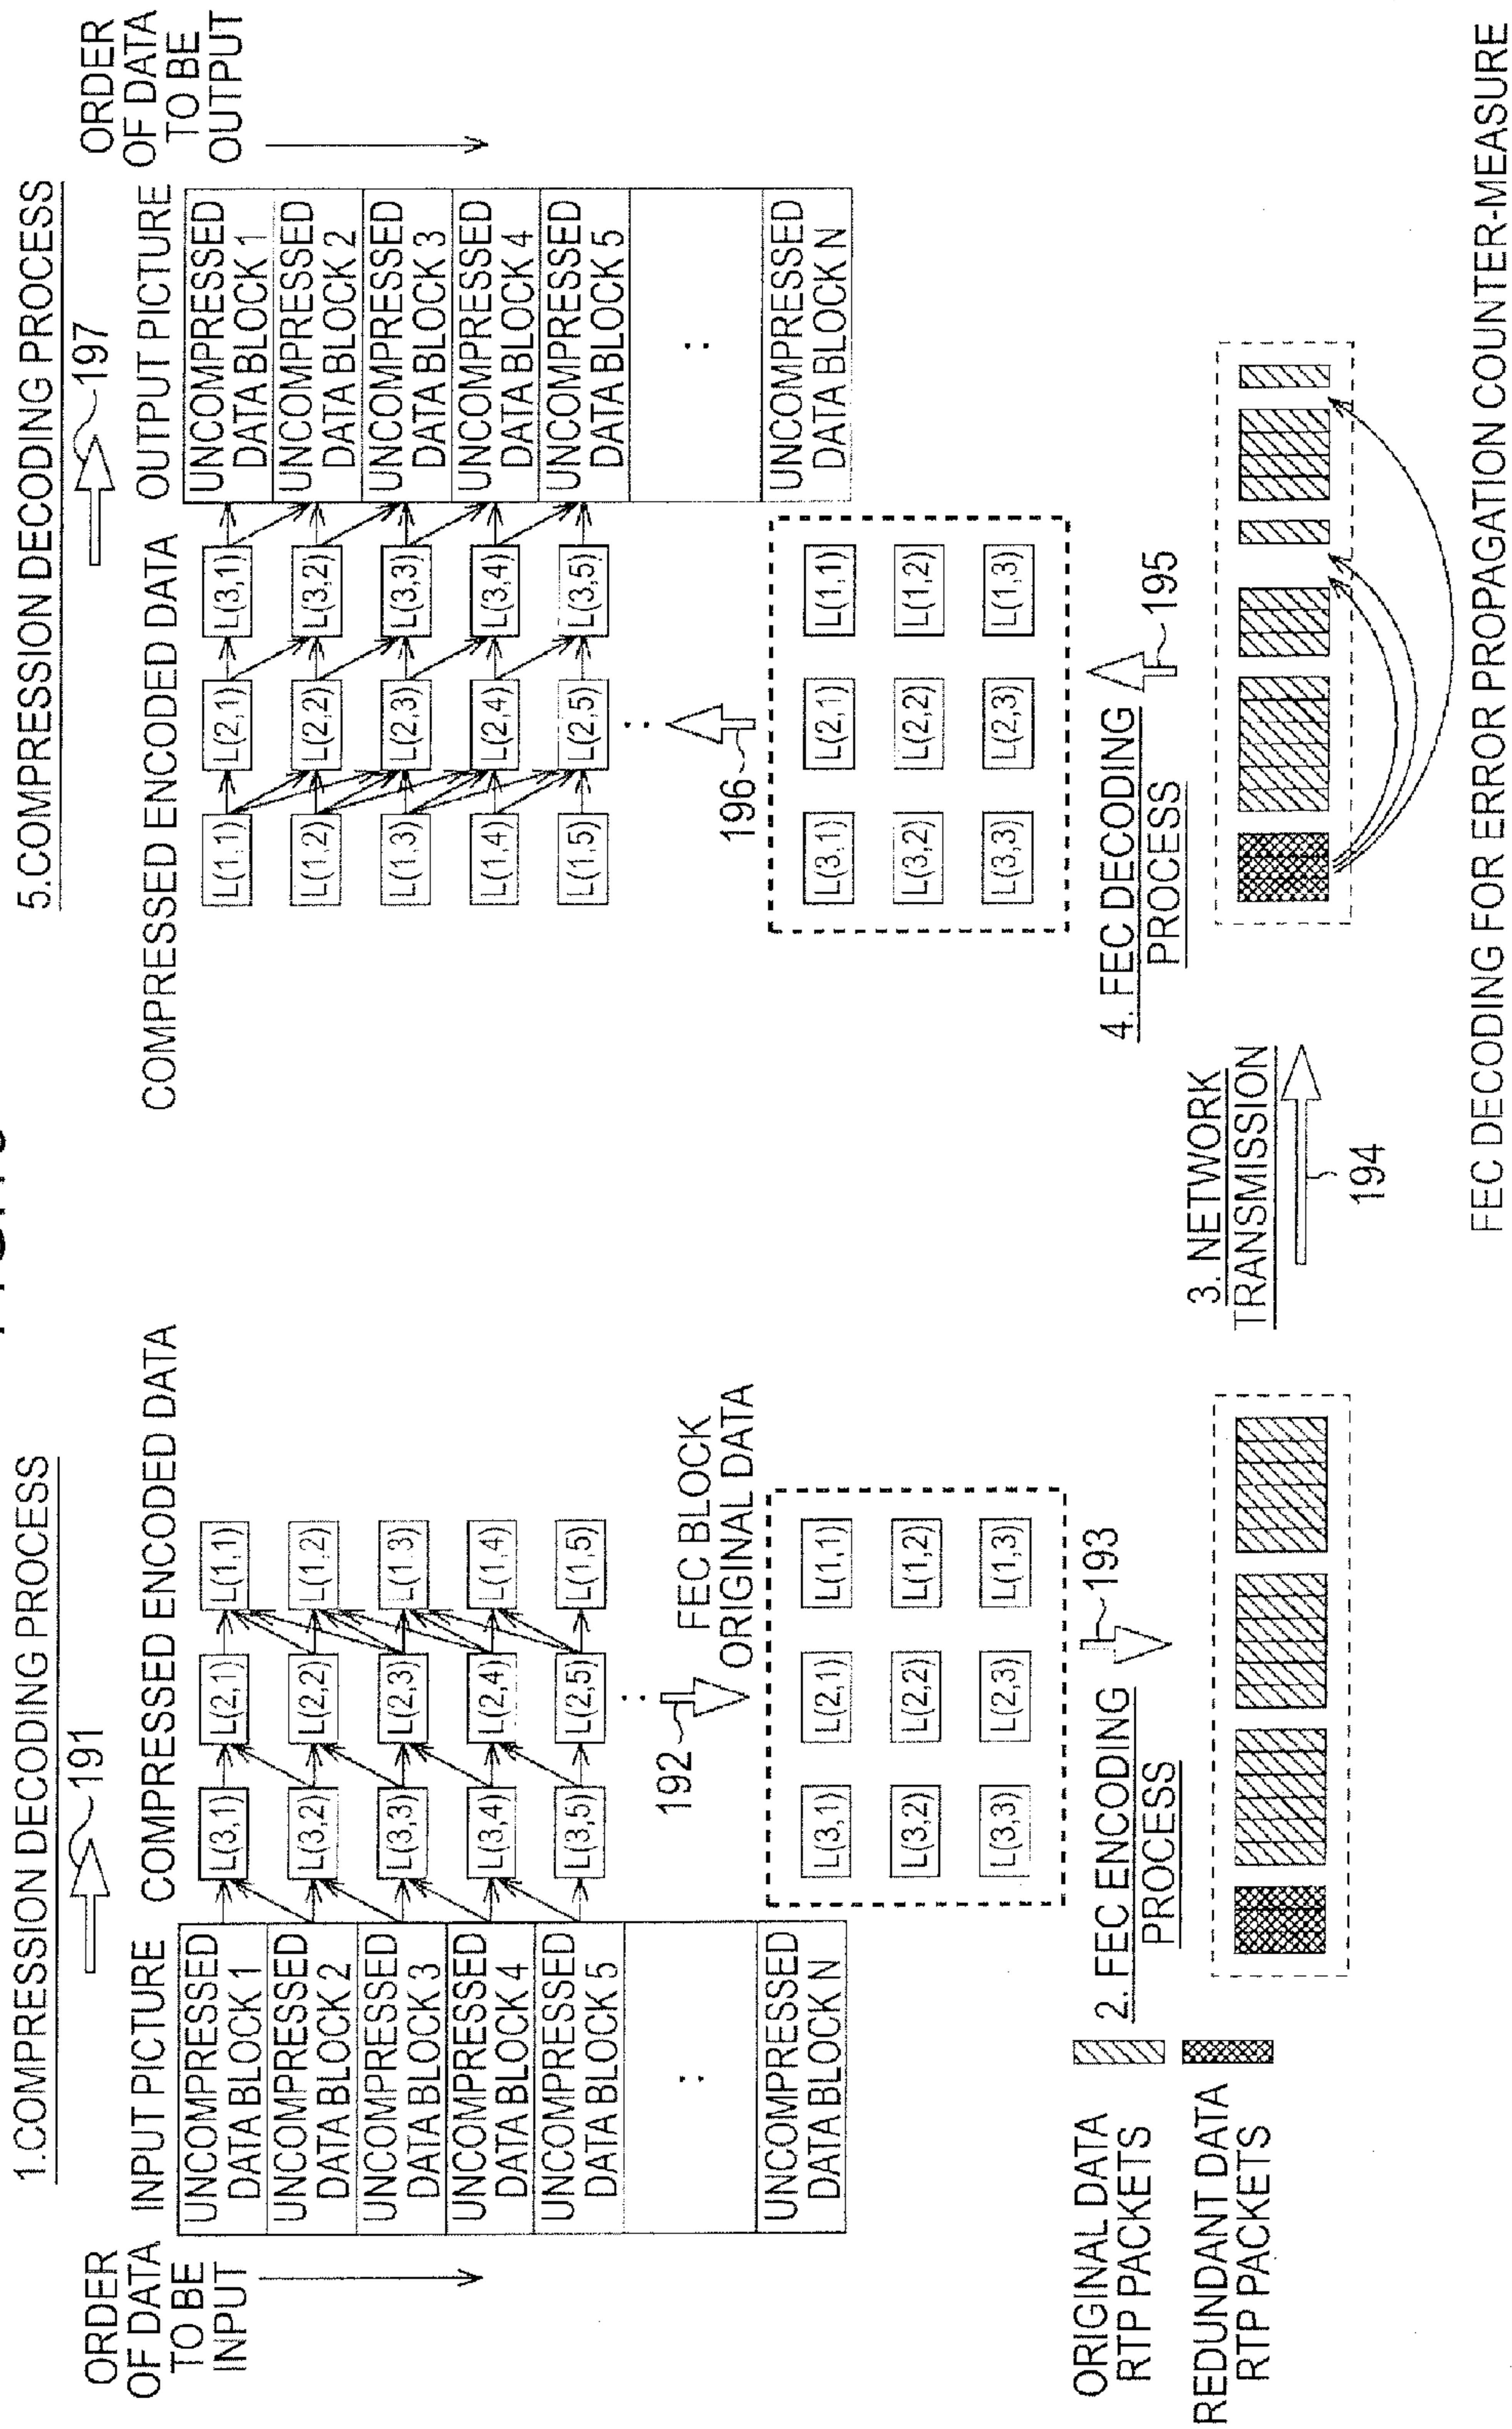 1.COMPRESSION DECODING PROCESS
191
ORDER
OF DATA
TO BE
INPUT
INPUT PICTURE
UNCOMPRESSED
DATA BLOCK 1
UNCOMPRESSED
DATA BLOCK 2
UNCOMPRESSED
DATA BLOCK 3
UNCOMPRESSED
DATA BLOCK 4
UNCOMPRESSED
DATA BLOCK 5
:
UNCOMPRESSED
DATA BLOCK N
COMPRESSED ENCODED DATA
L(3,1) L(2,1) L(1,1)
L(3,2) L(2,2) L(1,2)
L(3,3) L(2,3) L(1,3)
L(3,4) L(2,4) L(1,4)
L(3,5) L(2,5) L(1,5)
:
192
FEC BLOCK
ORIGINAL DATA
L(3,1) L(2,1) L(1,1)
L(3,2) L(2,2) L(1,2)
L(3,3) L(2,3) L(1,3)
2. FEC ENCODING
PROCESS
193
ORIGINAL DATA
RTP PACKETS
REDUNDANT DATA
RTP PACKETS
3. NETWORK
TRANSMISSION
194
5.COMPRESSION DECODING PROCESS
197
COMPRESSED ENCODED DATA
L(1,1) L(2,1) L(3,1)
L(1,2) L(2,2) L(3,2)
L(1,3) L(2,3) L(3,3)
L(1,4) L(2,4) L(3,4)
L(1,5) L(2,5) L(3,5)
:
OUTPUT PICTURE
UNCOMPRESSED
DATA BLOCK 1
UNCOMPRESSED
DATA BLOCK 2
UNCOMPRESSED
DATA BLOCK 3
UNCOMPRESSED
DATA BLOCK 4
UNCOMPRESSED
DATA BLOCK 5
:
UNCOMPRESSED
DATA BLOCK N
ORDER
OF DATA
TO BE
OUTPUT
196
L(3,1) L(2,1) L(1,1)
L(3,2) L(2,2) L(1,2)
L(3,3) L(2,3) L(1,3)
4. FEC DECODING
PROCESS
195
FEC DECODING FOR ERROR PROPAGATION COUNTER-MEASURE